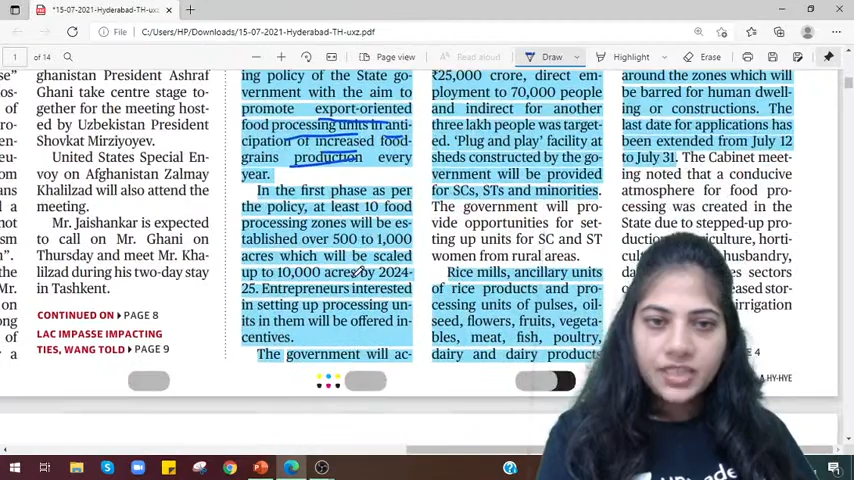 *15-07-2021-Hyderabad-TH-uxz.
File
C:/Users/HP/Downloads/15-07-2021-Hyderabad-TH-uxz.pdf
1
of 14
Page view
Read aloud
Draw
Highlight
Erase
ghanistan President Ashraf
Ghani take centre stage to-
gether for the meeting host-
ed by Uzbekistan President
Shovkat Mirziyoyev.
United States Special En-
voy on Afghanistan Zalmay
Khalilzad will also attend the
meeting.
Mr. Jaishankar is expected
to call on Mr. Ghani on
Thursday and meet Mr. Kha-
lilzad during his two-day stay
in Tashkent.
CONTINUED ON PAGE 8
LAC IMPASSE IMPACTING
TIES, WANG TOLD PAGE 9
ing policy of the State go-
vernment with the aim to
promote export-oriented
food processing units in anti-
cipation of increased food-
grains production every
year.
In the first phase as per
the policy, at least 10 food
processing zones will be es-
tablished over 500 to 1,000
acres which will be scaled
up to 10,000 acres by 2024-
25. Entrepreneurs interested
in setting up processing un-
its in them will be offered in-
centives.
The government will ac-
₹25,000 crore, direct em-
ployment to 70,000 people
and indirect for another
three lakh people was target-
ed. ‘Plug and play’ facility at
sheds constructed by the go-
vernment will be provided
for SCs, STs and minorities.
The government will pro-
vide opportunities for set-
ting up units for SC and ST
women from rural areas.
Rice mills, ancillary units
of rice products and pro-
cessing units of pulses, oil-
seed, flowers, fruits, vegeta-
bles, meat, fish, poultry,
dairy and dairy products
around the zones which will
be barred for human dwell-
ing or constructions. The
last date for applications has
been extended from July 12
to July 31. The Cabinet meet-
ing noted that a conducive
atmosphere for food pro-
cessing was created in the
State due to stepped-up pro-
horti-
usbandry,
sectors
stor-
irrigation
4
A HY-HYE